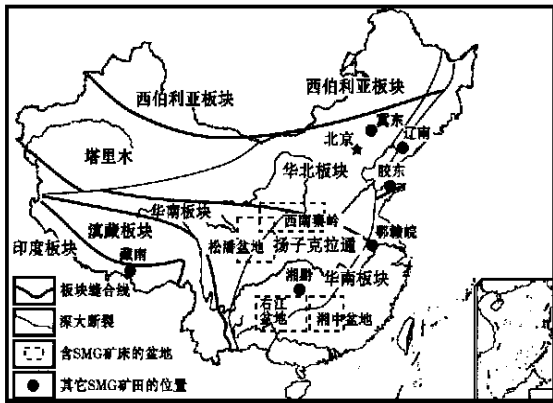 西伯利亚板块
西伯利亚板块
塔里木
北京
冀东
辽南
华北板块
胶东
华南板块
西南秦岭
滇藏板块
松潘盆地
扬子克拉通
鄂赣皖
印度板块
藏南
湘黔
华南板块
右江
盆地
湘中盆地
板块缝合线
深大断裂
含SMG矿床的盆地
其它SMG矿田的位置